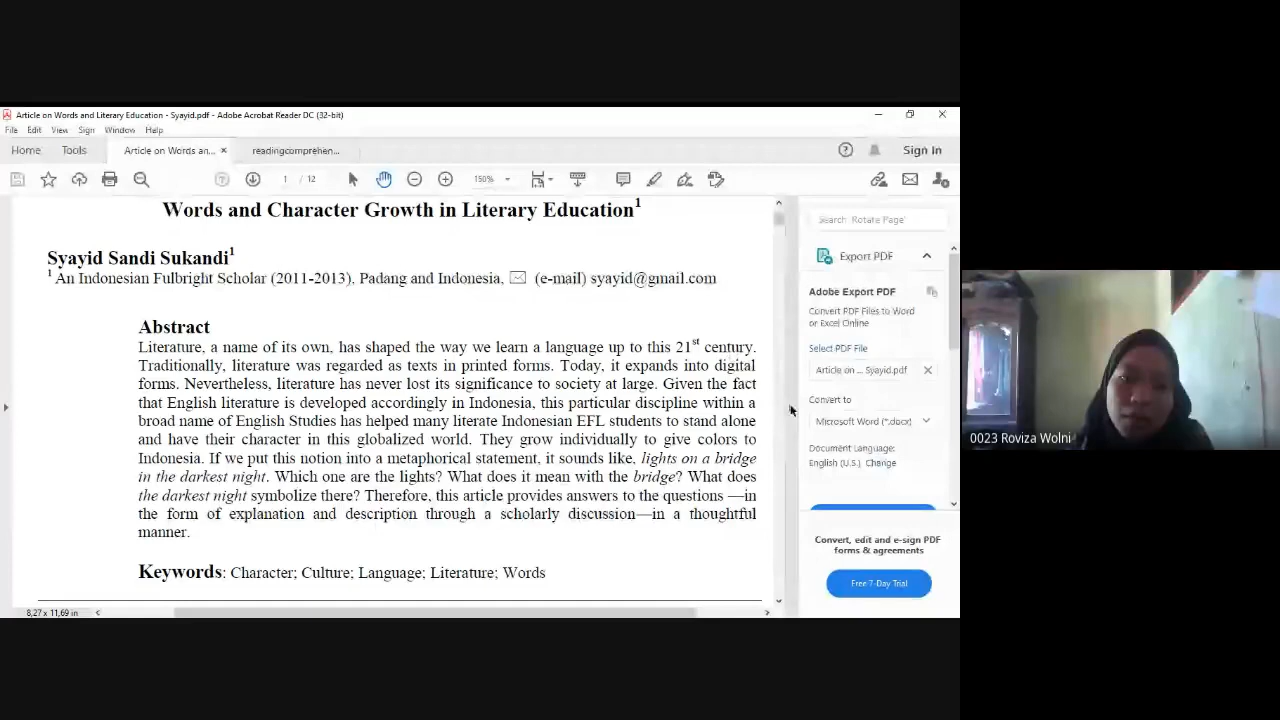 Article on Words and Literary Education - Syayid.pdf - Adobe Acrobat Reader DC (32-bit)
File Edit View Sign Window Help
Home Tools Article on Words an... × readingcomprehen... Sign In
1 / 12 150%
Words and Character Growth in Literary Education1
Syayid Sandi Sukandi1
1 An Indonesian Fulbright Scholar (2011-2013), Padang and Indonesia, (e-mail) syayid@gmail.com
Abstract
Literature, a name of its own, has shaped the way we learn a language up to this 21st century.
Traditionally, literature was regarded as texts in printed forms. Today, it expands into digital
forms. Nevertheless, literature has never lost its significance to society at large. Given the fact
that English literature is developed accordingly in Indonesia, this particular discipline within a
broad name of English Studies has helped many literate Indonesian EFL students to stand alone
and have their character in this globalized world. They grow individually to give colors to
Indonesia. If we put this notion into a metaphorical statement, it sounds like, lights on a bridge
in the darkest night. Which one are the lights? What does it mean with the bridge? What does
the darkest night symbolize there? Therefore, this article provides answers to the questions —in
the form of explanation and description through a scholarly discussion—in a thoughtful
manner.
Keywords: Character; Culture; Language; Literature; Words
8,27 x 11,69 in
Search 'Rotate Page'
Export PDF
Adobe Export PDF
Convert PDF Files to Word
or Excel Online
Select PDF File
Article on ... Syayid.pdf
Convert to
Microsoft Word (*.docx)
Document Language:
English (U.S.) Change
Convert, edit and e-sign PDF
forms & agreements
Free 7-Day Trial
0023 Roviza Wolni